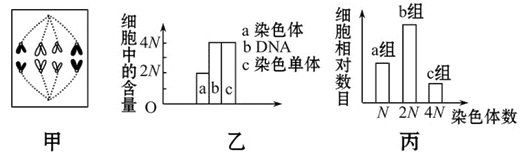 细胞中的含量
4N
2N
O
a b c
a 染色体
b DNA
c 染色单体
细胞相对数目
a组
b组
c组
N 2N 4N 染色体数
甲 乙 丙